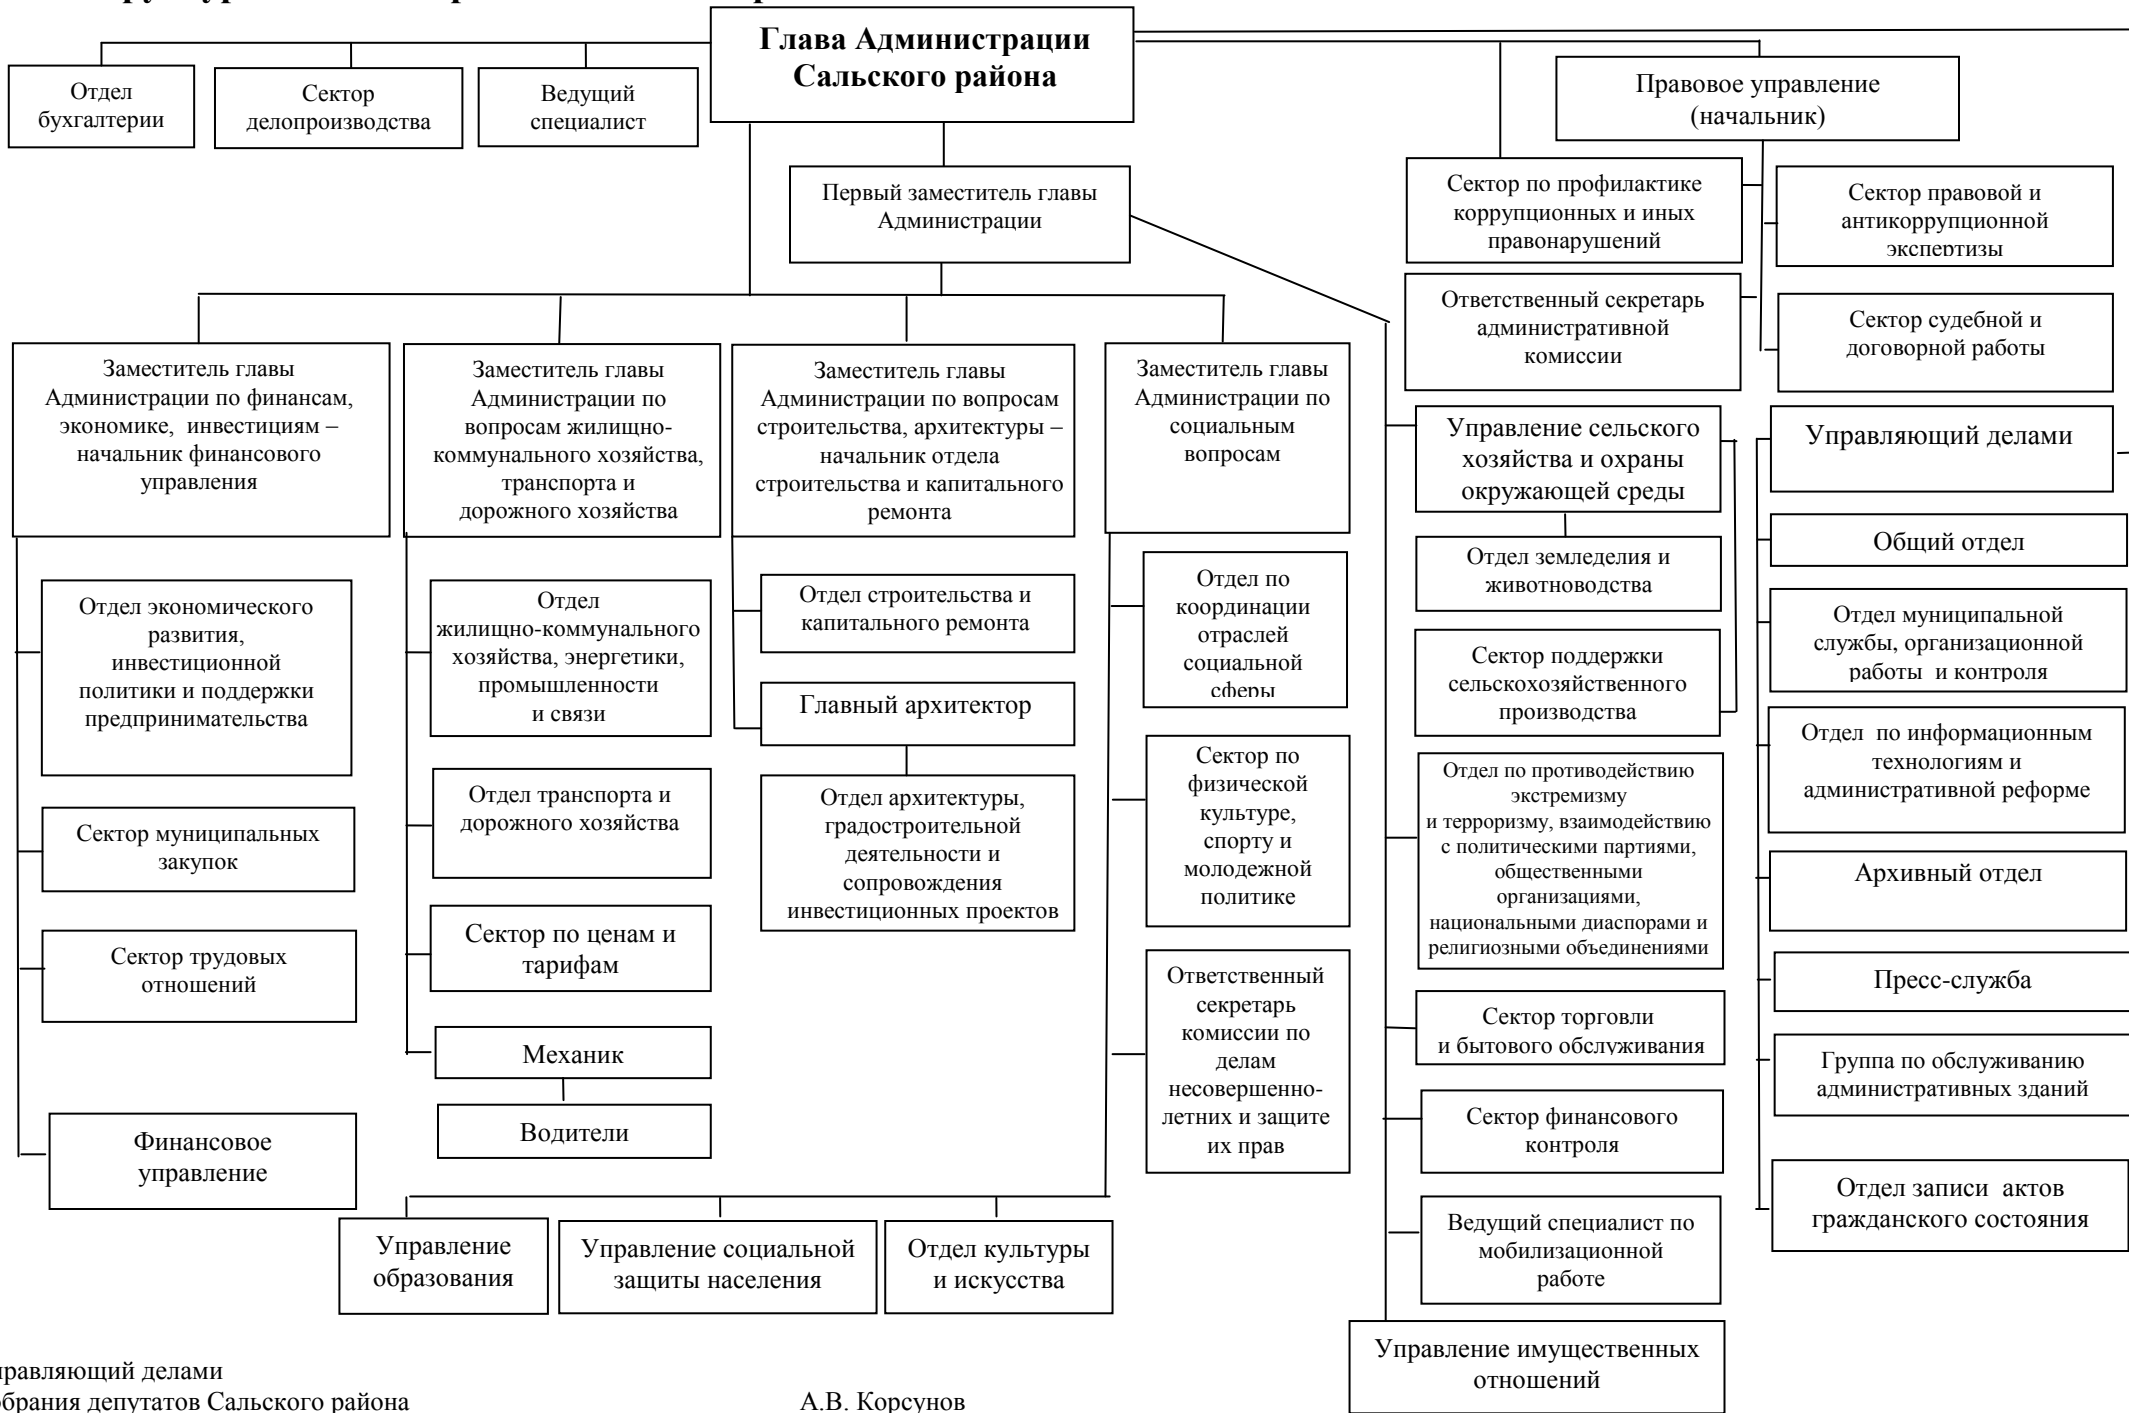 Глава Администрации
Сальского района
Отдел
бухгалтерии
Сектор
делопроизводства
Ведущий
специалист
Правовое управление
(начальник)
Первый заместитель главы
Администрации
Сектор по профилактике
коррупционных и иных
правонарушений
Сектор правовой и
антикоррупционной
экспертизы
Ответственный секретарь
административной
комиссии
Сектор судебной и
договорной работы
Заместитель главы
Администрации по финансам,
экономике, инвестициям –
начальник финансового
управления
Заместитель главы
Администрации по
вопросам жилищно-
коммунального хозяйства,
транспорта и
дорожного хозяйства
Заместитель главы
Администрации по вопросам
строительства, архитектуры –
начальник отдела
строительства и капитального
ремонта
Заместитель главы
Администрации по
социальным
вопросам
Управление сельского
хозяйства и охраны
окружающей среды
Управляющий делами
Отдел экономического
развития,
инвестиционной
политики и поддержки
предпринимательства
Сектор муниципальных
закупок
Сектор трудовых
отношений
Финансовое
управление
Отдел
жилищно-коммунального
хозяйства, энергетики,
промышленности
и связи
Отдел транспорта и
дорожного хозяйства
Сектор по ценам и
тарифам
Механик
Водители
Отдел строительства и
капитального ремонта
Главный архитектор
Отдел архитектуры,
градостроительной
деятельности и
сопровождения
инвестиционных проектов
Отдел по
координации
отраслей
социальной
сферы
Сектор по
физической
культуре,
спорту и
молодежной
политике
Ответственный
секретарь
комиссии по
делам
несовершенно-
летних и защите
их прав
Управление
образования
Управление социальной
защиты населения
Отдел культуры
и искусства
Отдел земледелия и
животноводства
Сектор поддержки
сельскохозяйственного
производства
Отдел по противодействию
экстремизму
и терроризму, взаимодействию
с политическими партиями,
общественными
организациями,
национальными диаспорами и
религиозными объединениями
Сектор торговли
и бытового обслуживания
Сектор финансового
контроля
Ведущий специалист по
мобилизационной
работе
Управление имущественных
отношений
Общий отдел
Отдел муниципальной
службы, организационной
работы и контроля
Отдел по информационным
технологиям и
административной реформе
Архивный отдел
Пресс-служба
Группа по обслуживанию
административных зданий
Отдел записи актов
гражданского состояния
делами
депутатов Сальского района
А.В. Корсунов